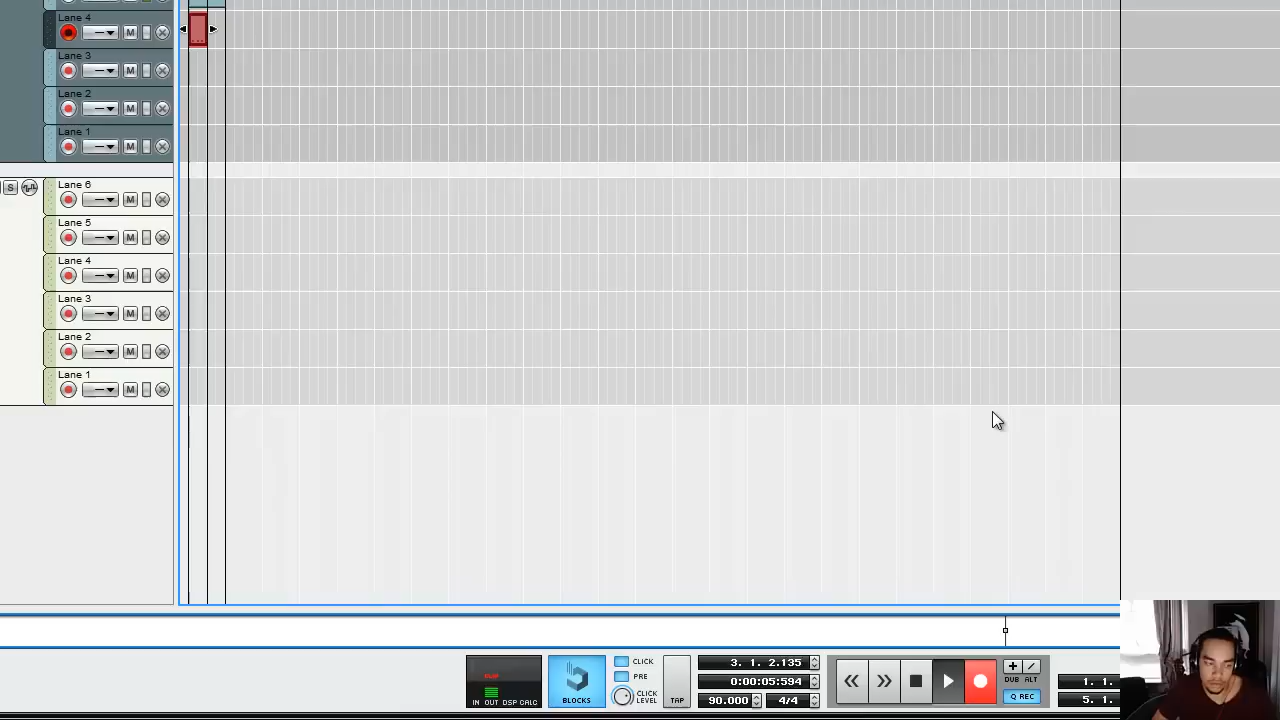 Lane 4
M
Lane 3
M
Lane 2
M
Lane 1
M
S
Lane 6
M
Lane 5
M
Lane 4
M
Lane 3
M
Lane 2
M
Lane 1
M
IN OUT DSP CALC
BLOCKS
CLICK
PRE
CLICK
LEVEL
TAP
3. 1. 2.135
0:00:05:594
90.000
4/4
DUB ALT
Q REC
1. 1.
5. 1.